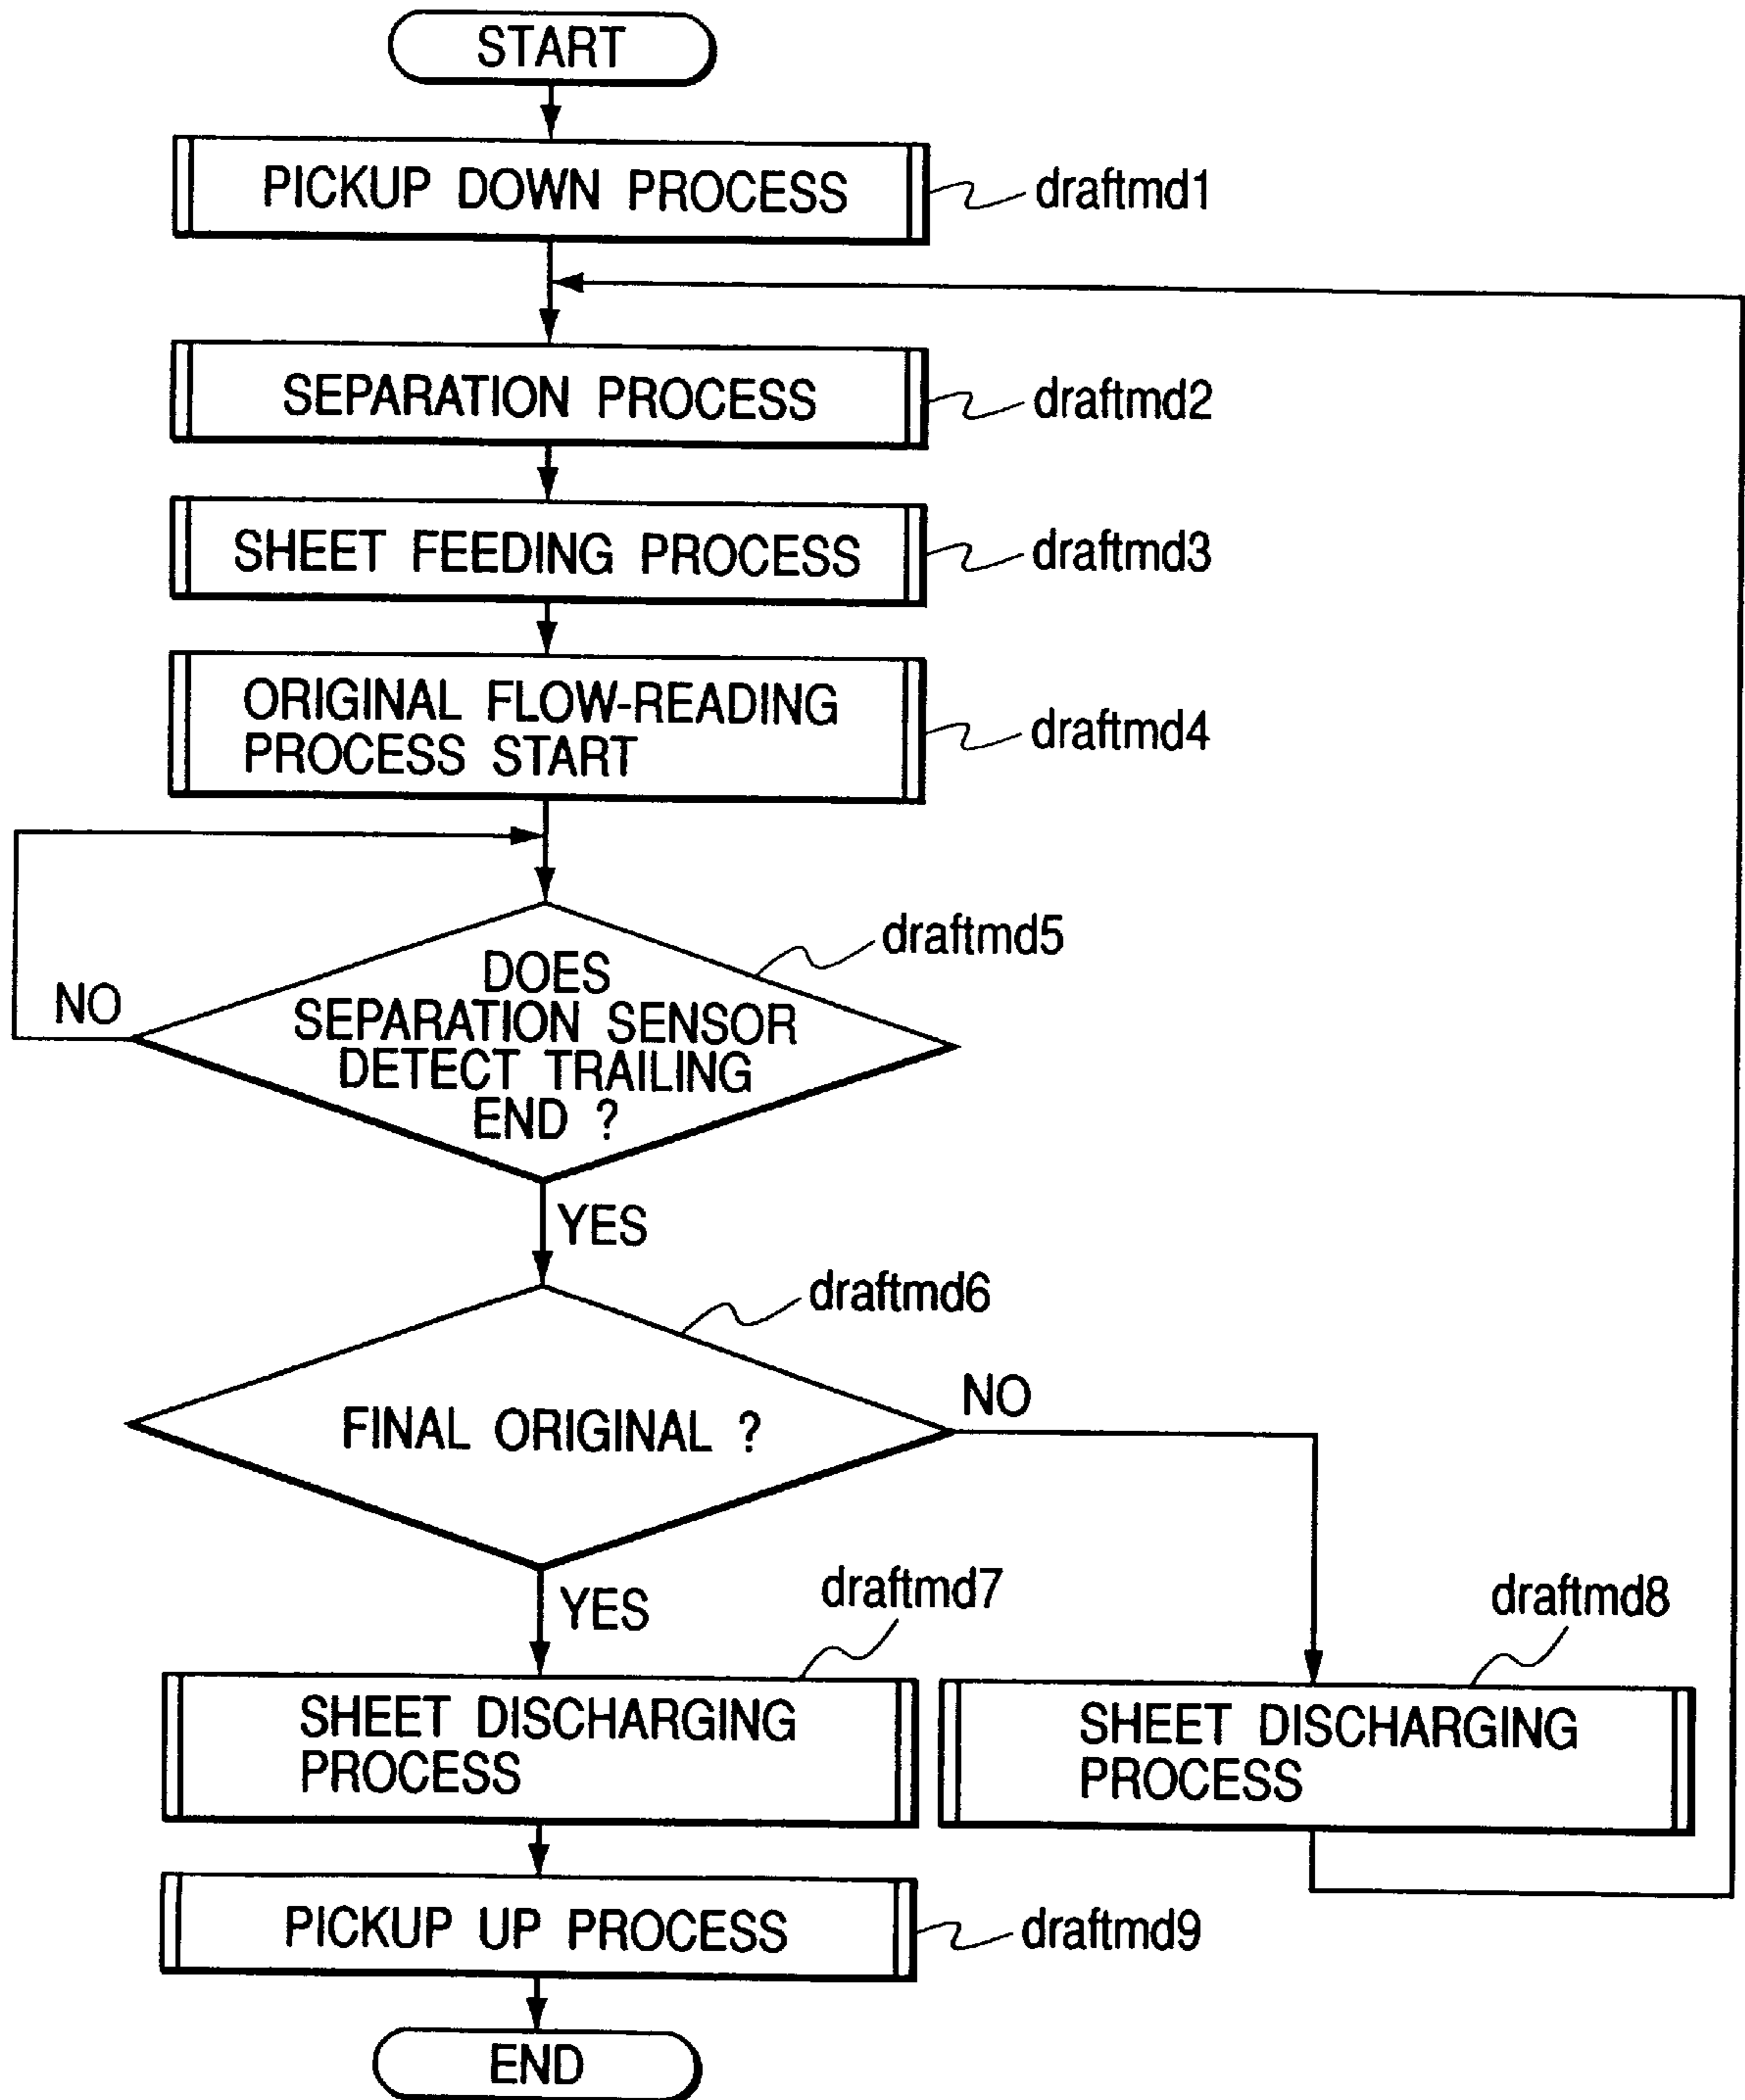 START
PICKUP DOWN PROCESS
draftmd1
SEPARATION PROCESS
draftmd2
SHEET FEEDING PROCESS
draftmd3
ORIGINAL FLOW-READING
PROCESS START
draftmd4
draftmd5
DOES
SEPARATION SENSOR
DETECT TRAILING
END ?
NO
YES
draftmd6
FINAL ORIGINAL ?
NO
YES
draftmd7
draftmd8
SHEET DISCHARGING
PROCESS
SHEET DISCHARGING
PROCESS
PICKUP UP PROCESS
draftmd9
END